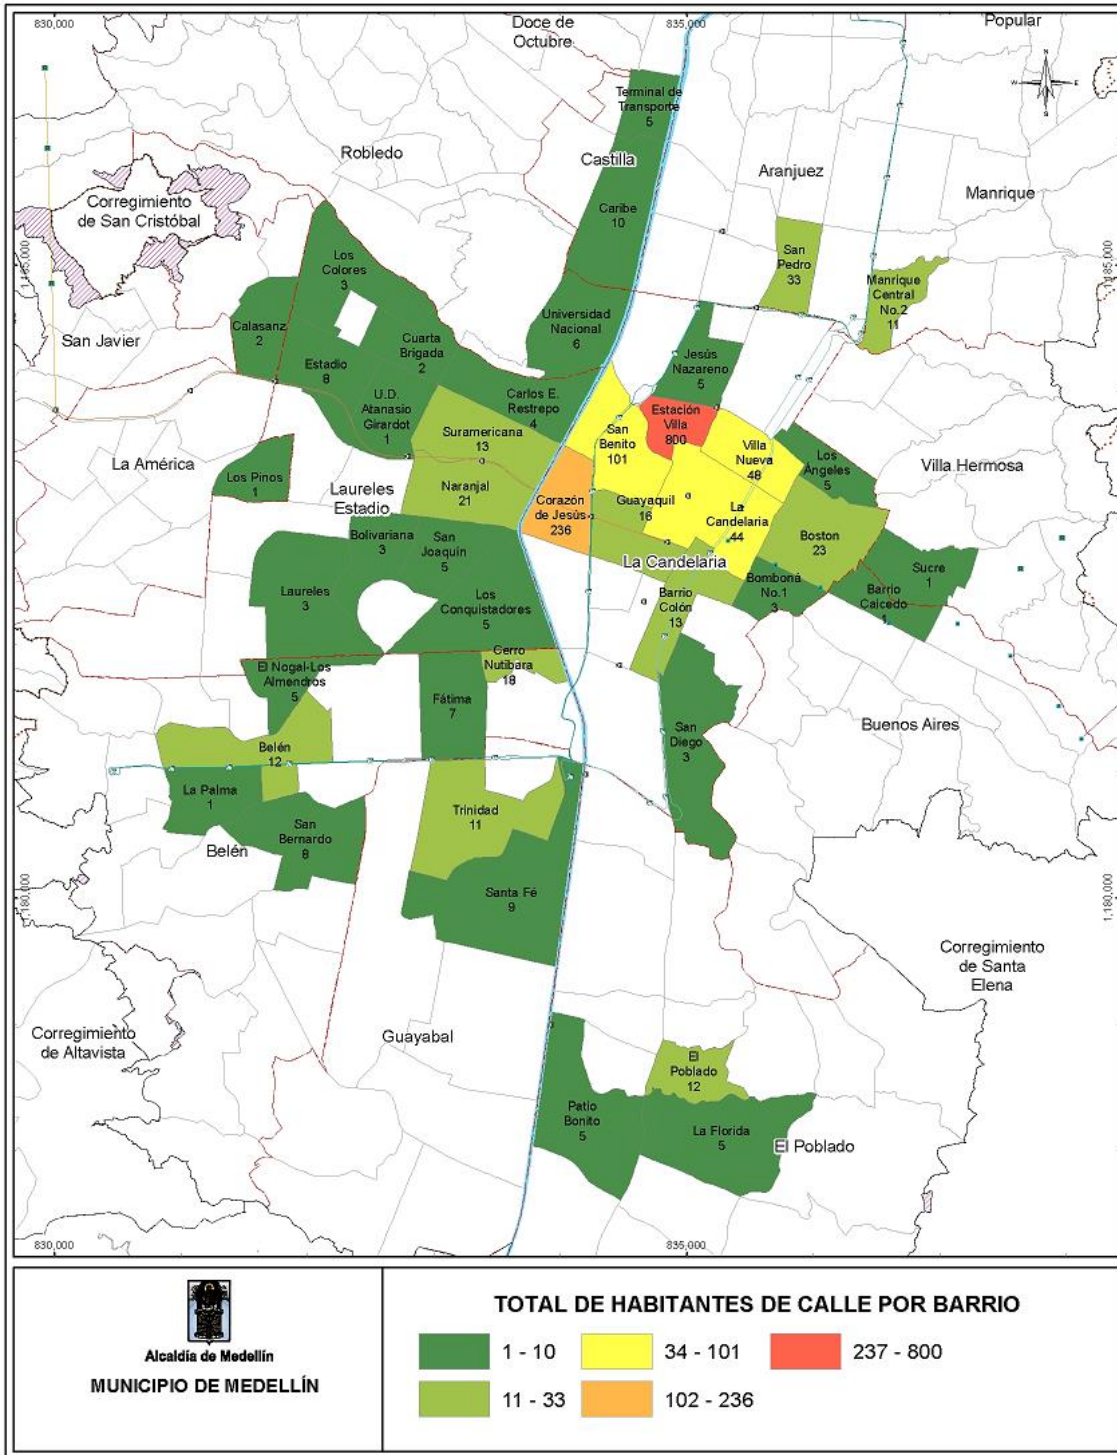 830,000
835,000
Doce de
Octubre
Popular
N
W
E
S
Terminal de
Transporte
5
Robledo
Castilla
Aranjuez
Manrique
Corregimiento
de San Cristóbal
Caribe
10
1,185,000
1,185,000
Los
Colores
3
San
Pedro
33
Manrique
Central
No.2
11
Calasanz
2
San Javier
Universidad
Nacional
6
Cuarta
Brigada
2
Estadio
8
Jesús
Nazareno
5
U.D.
Atanasio
Girardot
1
Carlos E.
Restrepo
4
Estación
Villa
800
Suramericana
13
San
Benito
101
Villa
Nueva
48
Los
Ángeles
5
La América
Villa Hermosa
Los Pinos
1
Laureles
Estadio
Naranjal
21
Corazón
de Jesús
236
Guayaquil
16
La
Candelaria
44
Boston
23
Bolivariana
3
San
Joaquín
5
La Candelaria
Sucre
1
Laureles
3
Los
Conquistadores
5
Barrio
Colón
13
Bomboná
No.1
3
Barrio
Caicedo
1
El Nogal-Los
Almendros
5
Cerro
Nutibara
18
Fátima
7
San
Diego
3
Buenos Aires
Belén
12
La Palma
1
San
Bernardo
8
Trinidad
11
Belén
Santa Fé
9
1,180,000
1,180,000
Corregimiento
de Santa
Elena
Corregimiento
de Altavista
Guayabal
El
Poblado
12
Patio
Bonito
5
La Florida
5
El Poblado
830,000
835,000
Alcaldía de Medellín
MUNICIPIO DE MEDELLÍN
TOTAL DE HABITANTES DE CALLE POR BARRIO
1 - 10
34 - 101
237 - 800
11 - 33
102 - 236